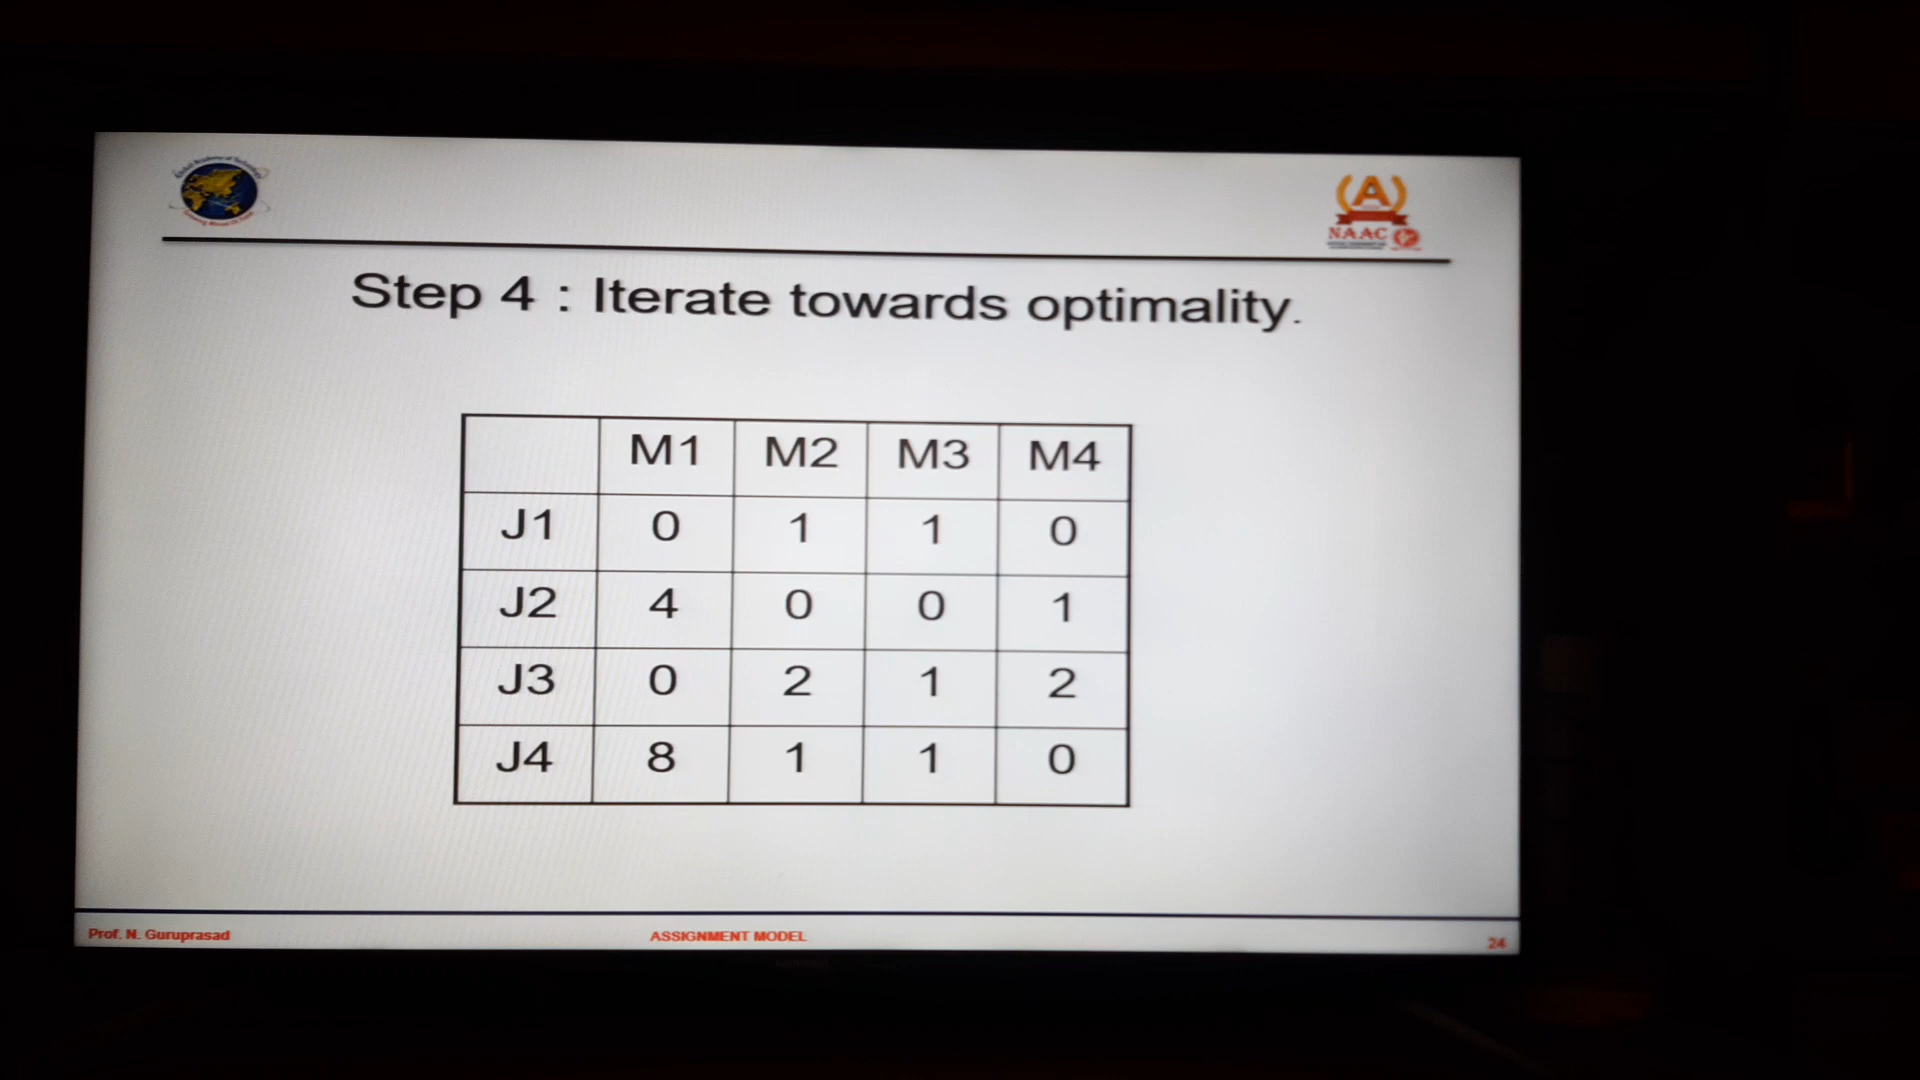 NAAC
Step 4 : Iterate towards optimality.
M1 M2 M3 M4
J1 0 1 1 0
J2 4 0 0 1
J3 0 2 1 2
J4 8 1 1 0
Prof. N. Guruprasad ASSIGNMENT MODEL 24